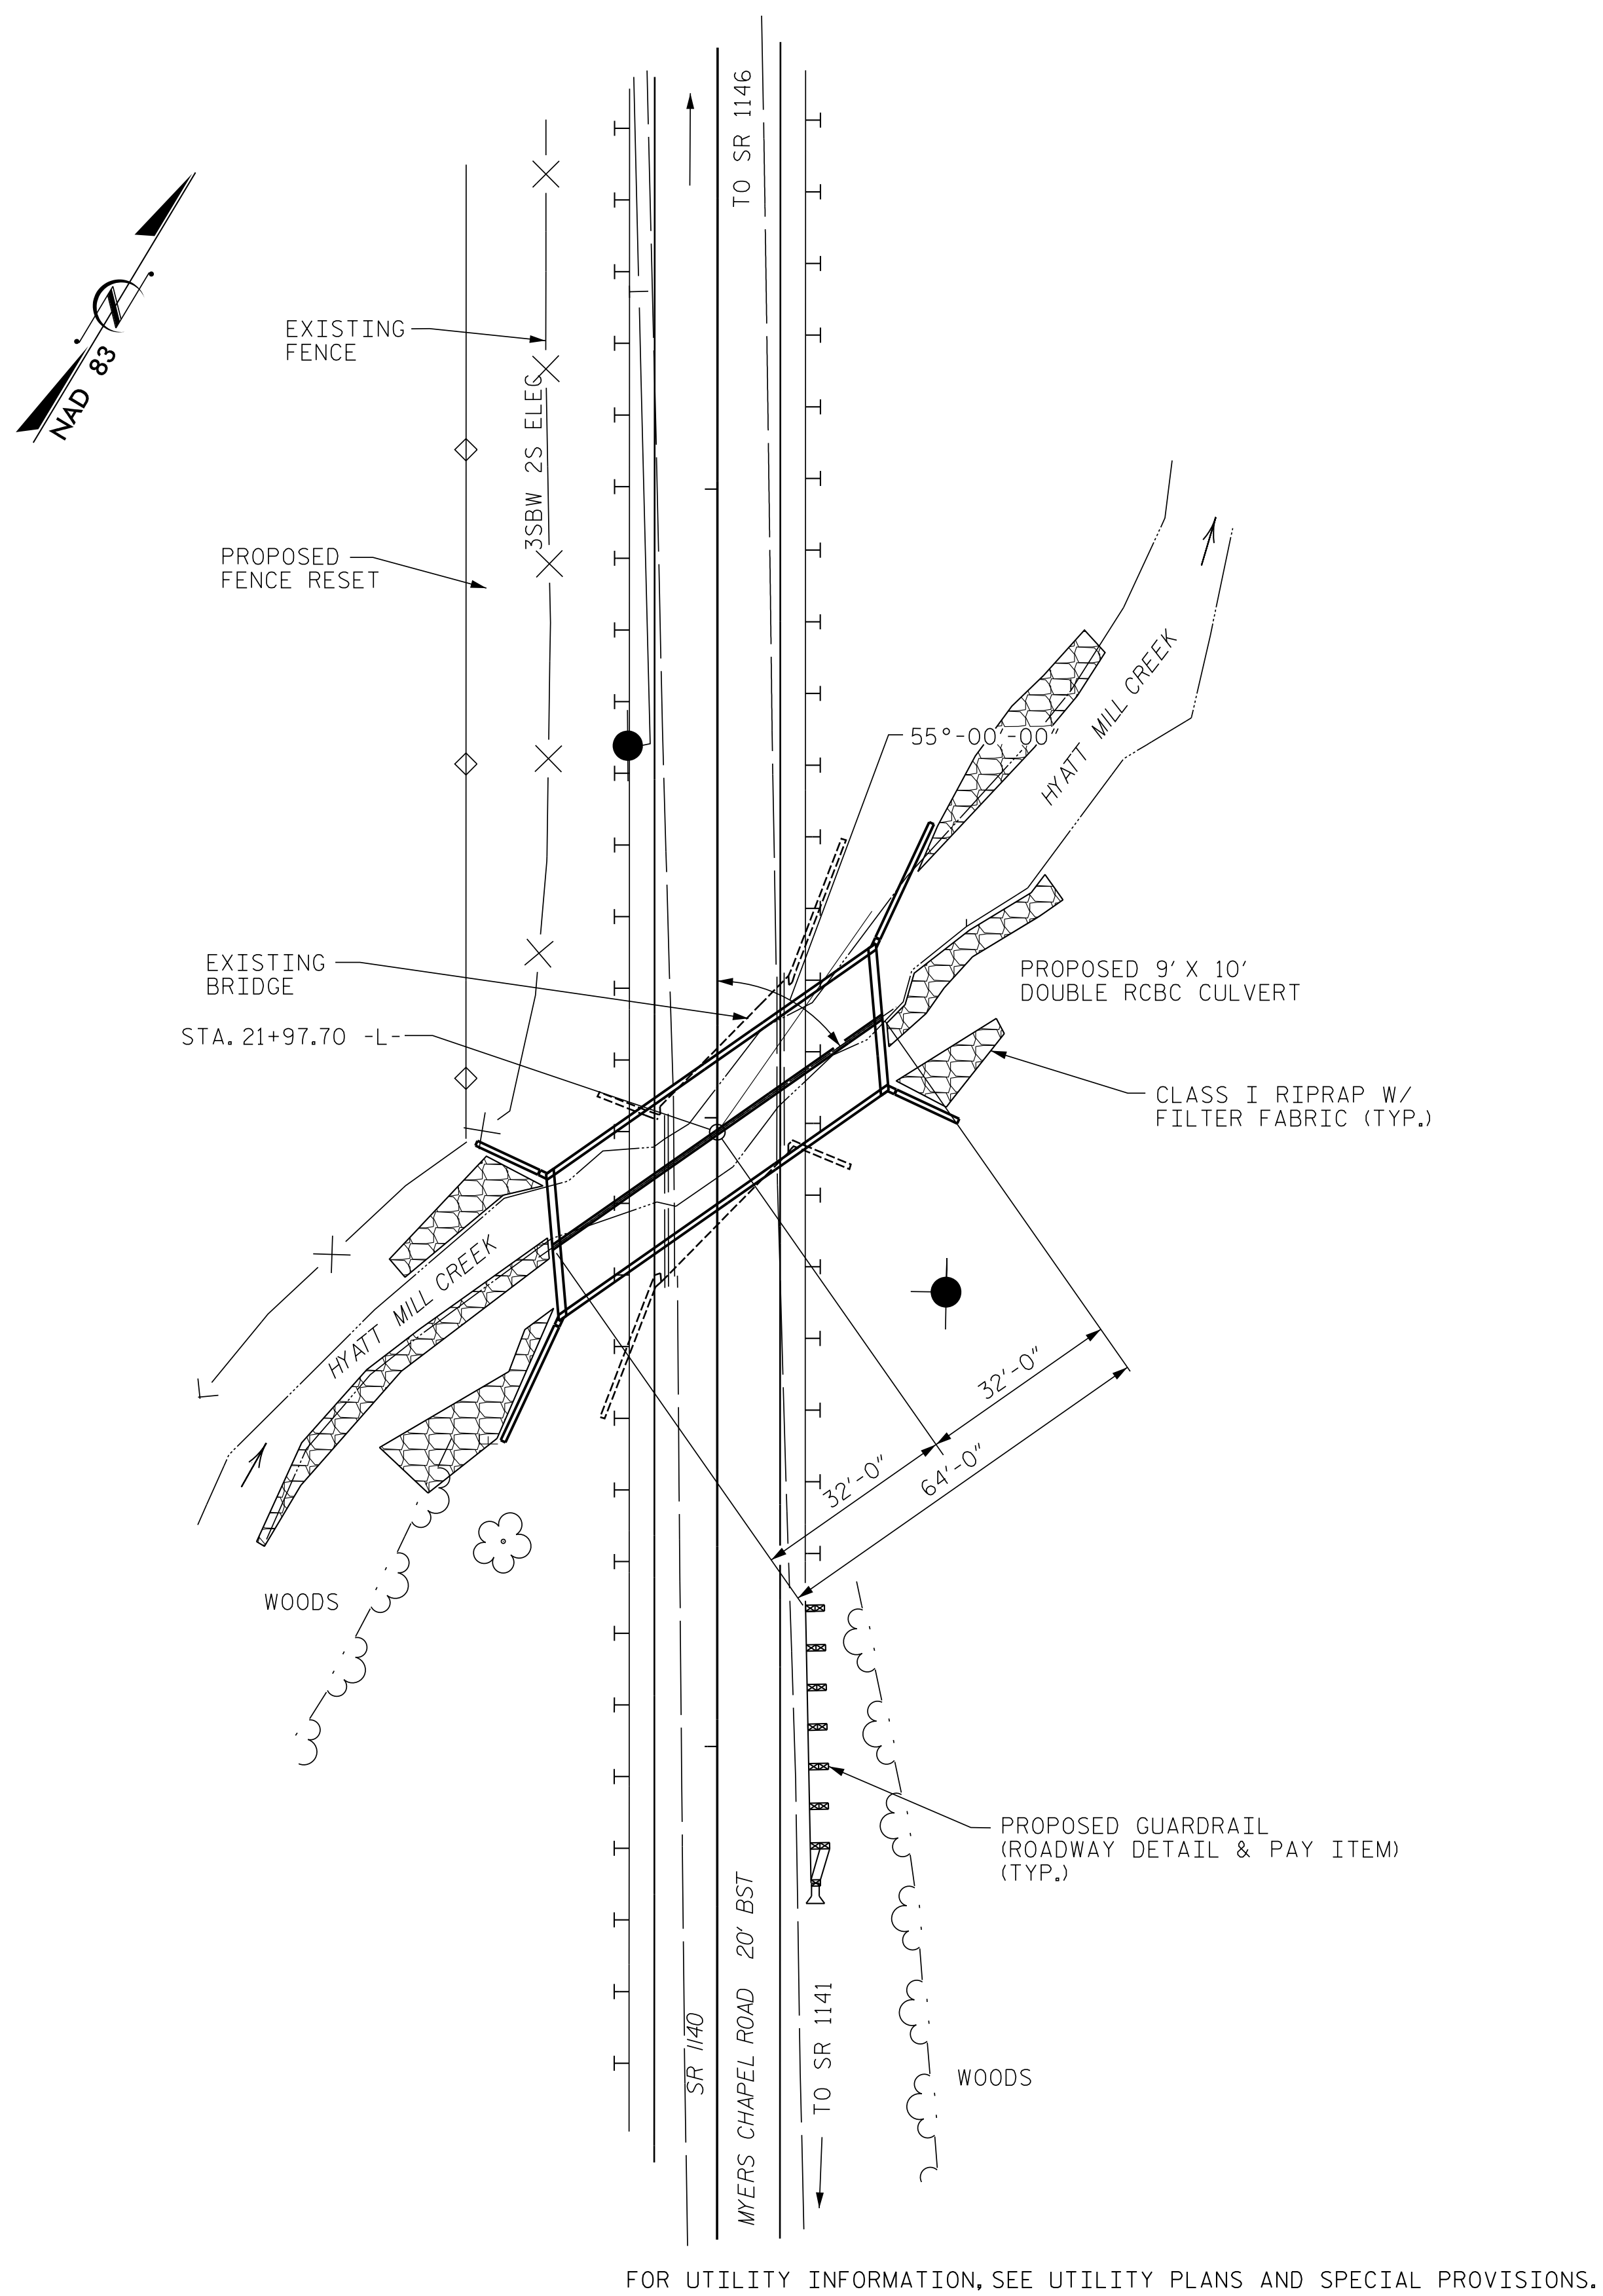 TO SR 1146
NAD 83
EXISTING
FENCE
3SBW 2S ELEC
PROPOSED
FENCE RESET
HYATT MILL CREEK
55°-00'-00"
EXISTING
BRIDGE
STA. 21+97.70 -L-
PROPOSED 9' X 10'
DOUBLE RCBC CULVERT
CLASS I RIPRAP W/
FILTER FABRIC (TYP.)
HYATT MILL CREEK
32'-0"
32'-0"
64'-0"
WOODS
PROPOSED GUARDRAIL
(ROADWAY DETAIL & PAY ITEM)
(TYP.)
SR 1140
MYERS CHAPEL ROAD 20' BST
TO SR 1141
WOODS
FOR UTILITY INFORMATION, SEE UTILITY PLANS AND SPECIAL PROVISIONS.